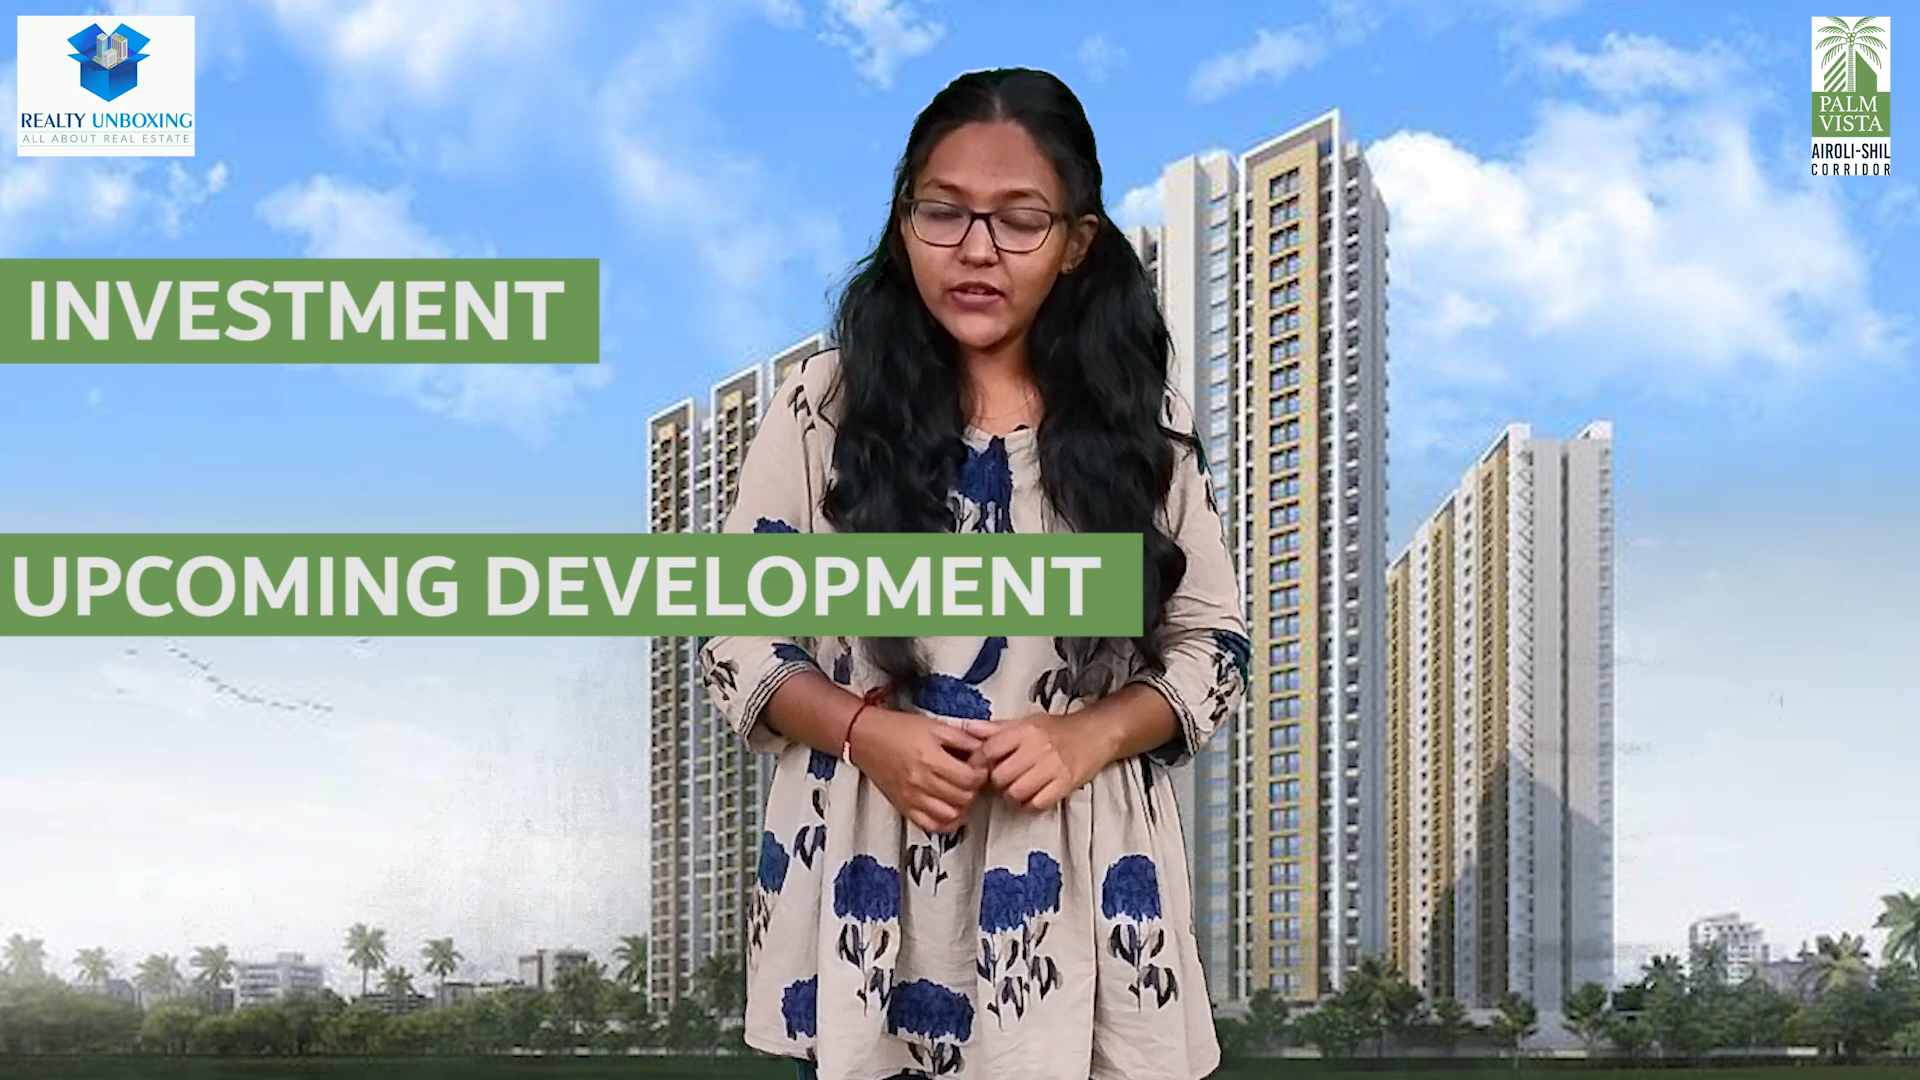 REALTY UNBOXING
ALL ABOUT REAL ESTATE
PALM
VISTA
AIROLI-SHIL
CORRIDOR
INVESTMENT
UPCOMING DEVELOPMENT